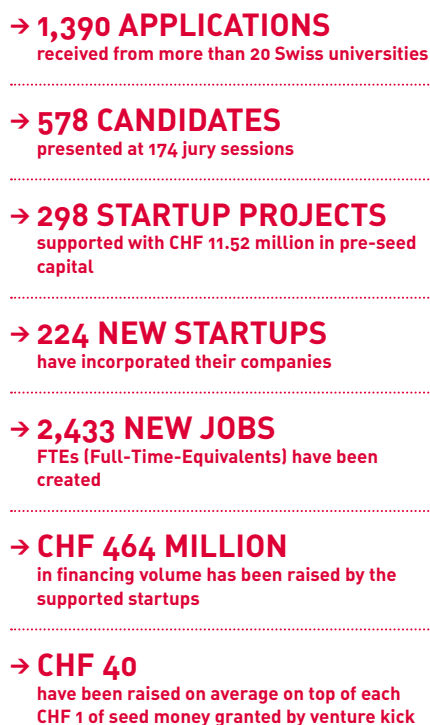 → 1,390 APPLICATIONS
received from more than 20 Swiss universities
→ 578 CANDIDATES
presented at 174 jury sessions
→ 298 STARTUP PROJECTS
supported with CHF 11.52 million in pre-seed
capital
→ 224 NEW STARTUPS
have incorporated their companies
→ 2,433 NEW JOBS
FTEs (Full-Time-Equivalents) have been
created
→ CHF 464 MILLION
in financing volume has been raised by the
supported startups
→ CHF 40
have been raised on average on top of each
CHF 1 of seed money granted by venture kick